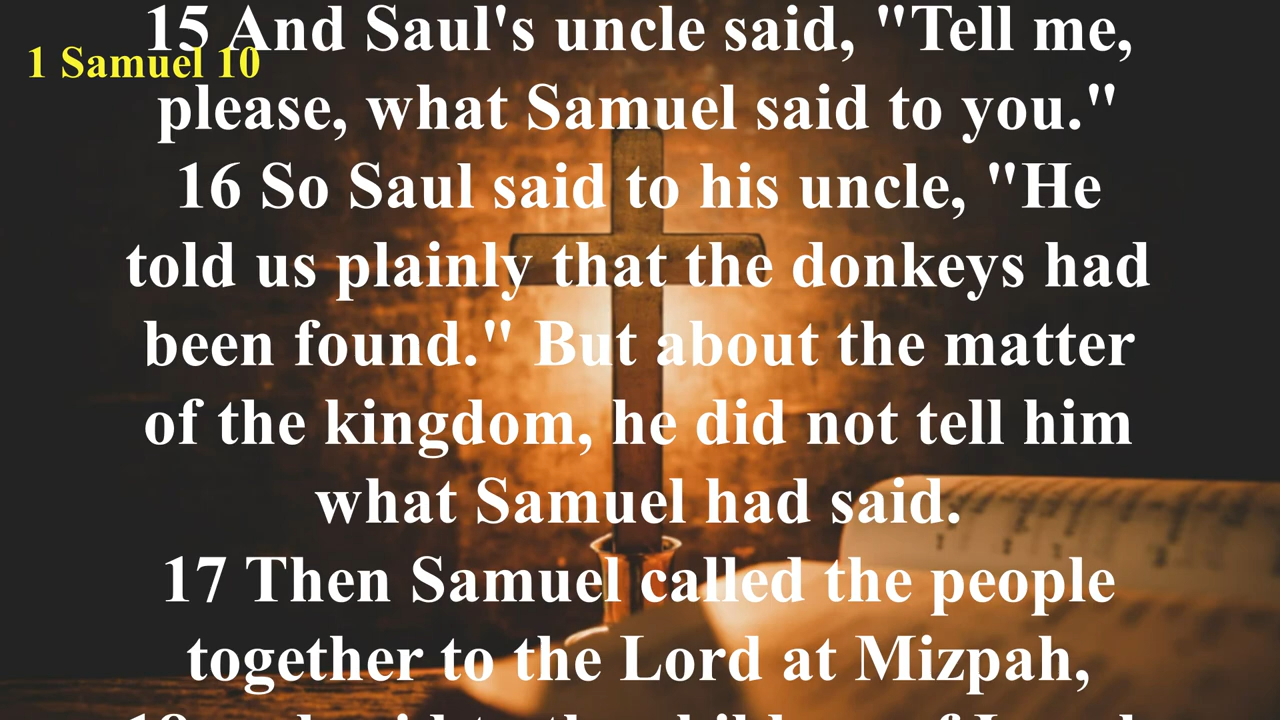 1 Samuel 10
15 And Saul's uncle said, "Tell me,
please, what Samuel said to you."
16 So Saul said to his uncle, "He
told us plainly that the donkeys had
been found." But about the matter
of the kingdom, he did not tell him
what Samuel had said.
17 Then Samuel called the people
together to the Lord at Mizpah,